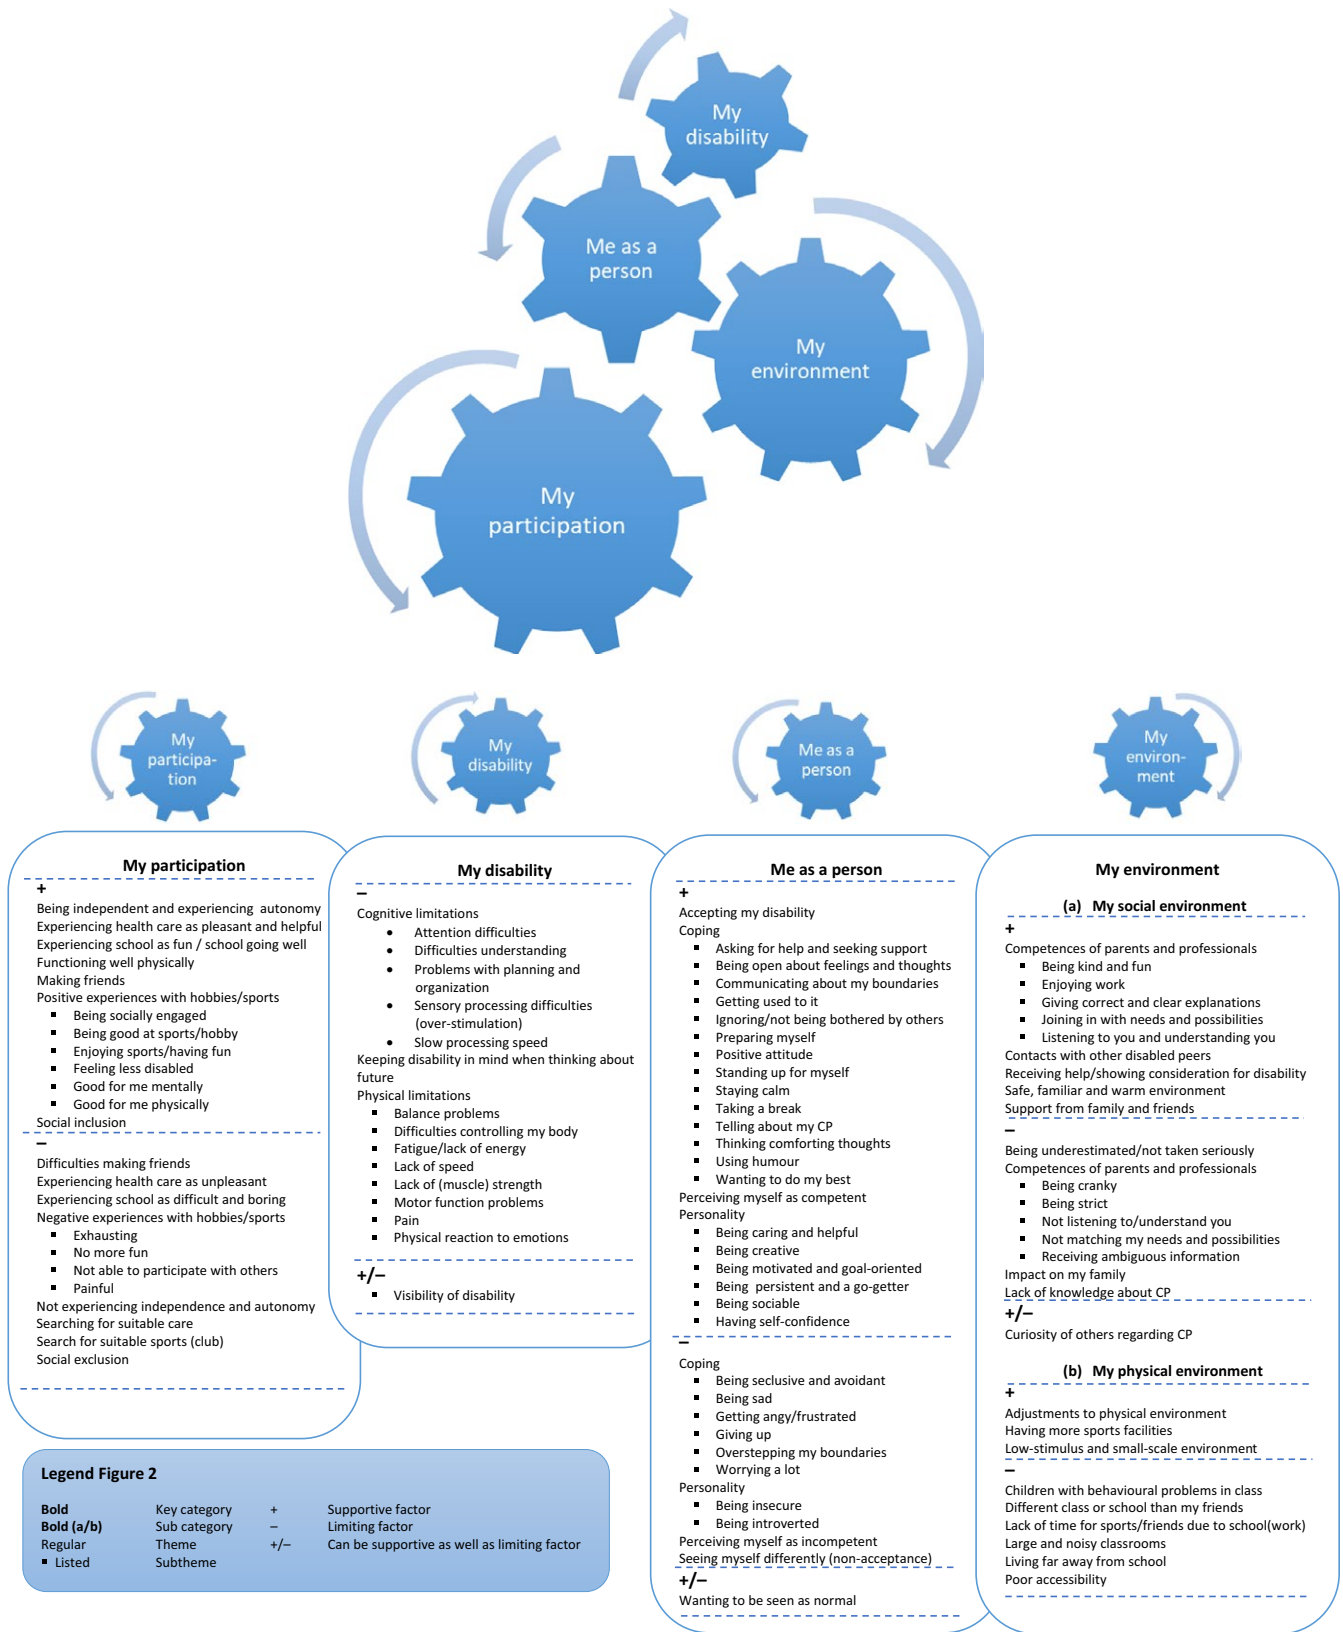 My
disability
Me as a
person
My
environment
My
participation
My
participa-
tion
My
disability
Me as a
person
My
environ-
ment
My participation
+
Being independent and experiencing autonomy
Experiencing health care as pleasant and helpful
Experiencing school as fun / school going well
Functioning well physically
Making friends
Positive experiences with hobbies/sports
▪ Being socially engaged
▪ Being good at sports/hobby
▪ Enjoying sports/having fun
▪ Feeling less disabled
▪ Good for me mentally
▪ Good for me physically
Social inclusion
–
Difficulties making friends
Experiencing health care as unpleasant
Experiencing school as difficult and boring
Negative experiences with hobbies/sports
▪ Exhausting
▪ No more fun
▪ Not able to participate with others
▪ Painful
Not experiencing independence and autonomy
Searching for suitable care
Search for suitable sports (club)
Social exclusion
My disability
–
Cognitive limitations
• Attention difficulties
• Difficulties understanding
• Problems with planning and
organization
• Sensory processing difficulties
(over-stimulation)
• Slow processing speed
Keeping disability in mind when thinking about
future
Physical limitations
▪ Balance problems
▪ Difficulties controlling my body
▪ Fatigue/lack of energy
▪ Lack of speed
▪ Lack of (muscle) strength
▪ Motor function problems
▪ Pain
▪ Physical reaction to emotions
+/–
▪ Visibility of disability
Me as a person
+
Accepting my disability
Coping
▪ Asking for help and seeking support
▪ Being open about feelings and thoughts
▪ Communicating about my boundaries
▪ Getting used to it
▪ Ignoring/not being bothered by others
▪ Preparing myself
▪ Positive attitude
▪ Standing up for myself
▪ Staying calm
▪ Taking a break
▪ Telling about my CP
▪ Thinking comforting thoughts
▪ Using humour
▪ Wanting to do my best
Perceiving myself as competent
Personality
▪ Being caring and helpful
▪ Being creative
▪ Being motivated and goal-oriented
▪ Being persistent and a go-getter
▪ Being sociable
▪ Having self-confidence
–
Coping
▪ Being seclusive and avoidant
▪ Being sad
▪ Getting angy/frustrated
▪ Giving up
▪ Overstepping my boundaries
▪ Worrying a lot
Personality
▪ Being insecure
▪ Being introverted
Perceiving myself as incompetent
Seeing myself differently (non-acceptance)
+/–
Wanting to be seen as normal
My environment
(a) My social environment
+
Competences of parents and professionals
▪ Being kind and fun
▪ Enjoying work
▪ Giving correct and clear explanations
▪ Joining in with needs and possibilities
▪ Listening to you and understanding you
Contacts with other disabled peers
Receiving help/showing consideration for disability
Safe, familiar and warm environment
Support from family and friends
–
Being underestimated/not taken seriously
Competences of parents and professionals
▪ Being cranky
▪ Being strict
▪ Not listening to/understand you
▪ Not matching my needs and possibilities
▪ Receiving ambiguous information
Impact on my family
Lack of knowledge about CP
+/–
Curiosity of others regarding CP
(b) My physical environment
+
Adjustments to physical environment
Having more sports facilities
Low-stimulus and small-scale environment
–
Children with behavioural problems in class
Different class or school than my friends
Lack of time for sports/friends due to school(work)
Large and noisy classrooms
Living far away from school
Poor accessibility
Legend Figure 2
Bold Key category + Supportive factor
Bold (a/b) Sub category – Limiting factor
Regular Theme +/– Can be supportive as well as limiting factor
▪ Listed Subtheme